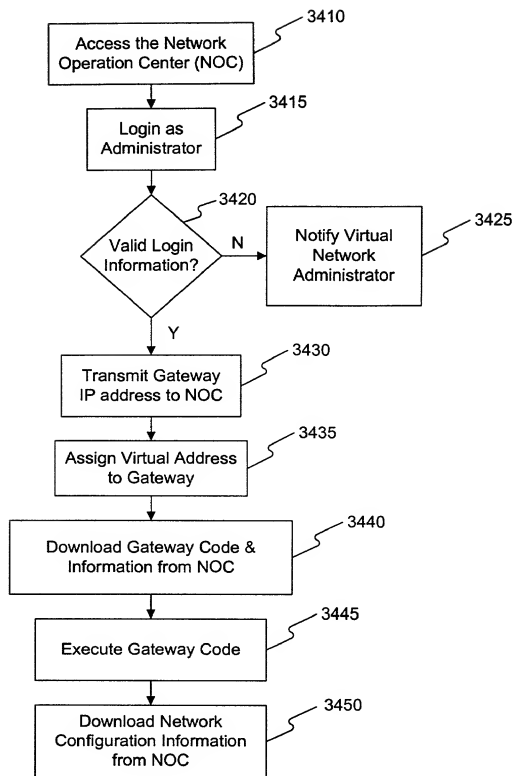 3410
Access the Network
Operation Center (NOC)
3415
Login as
Administrator
3420
Valid Login
Information?
N
3425
Notify Virtual
Network
Administrator
Y
3430
Transmit Gateway
IP address to NOC
3435
Assign Virtual Address
to Gateway
3440
Download Gateway Code &
Information from NOC
3445
Execute Gateway Code
3450
Download Network
Configuration Information
from NOC